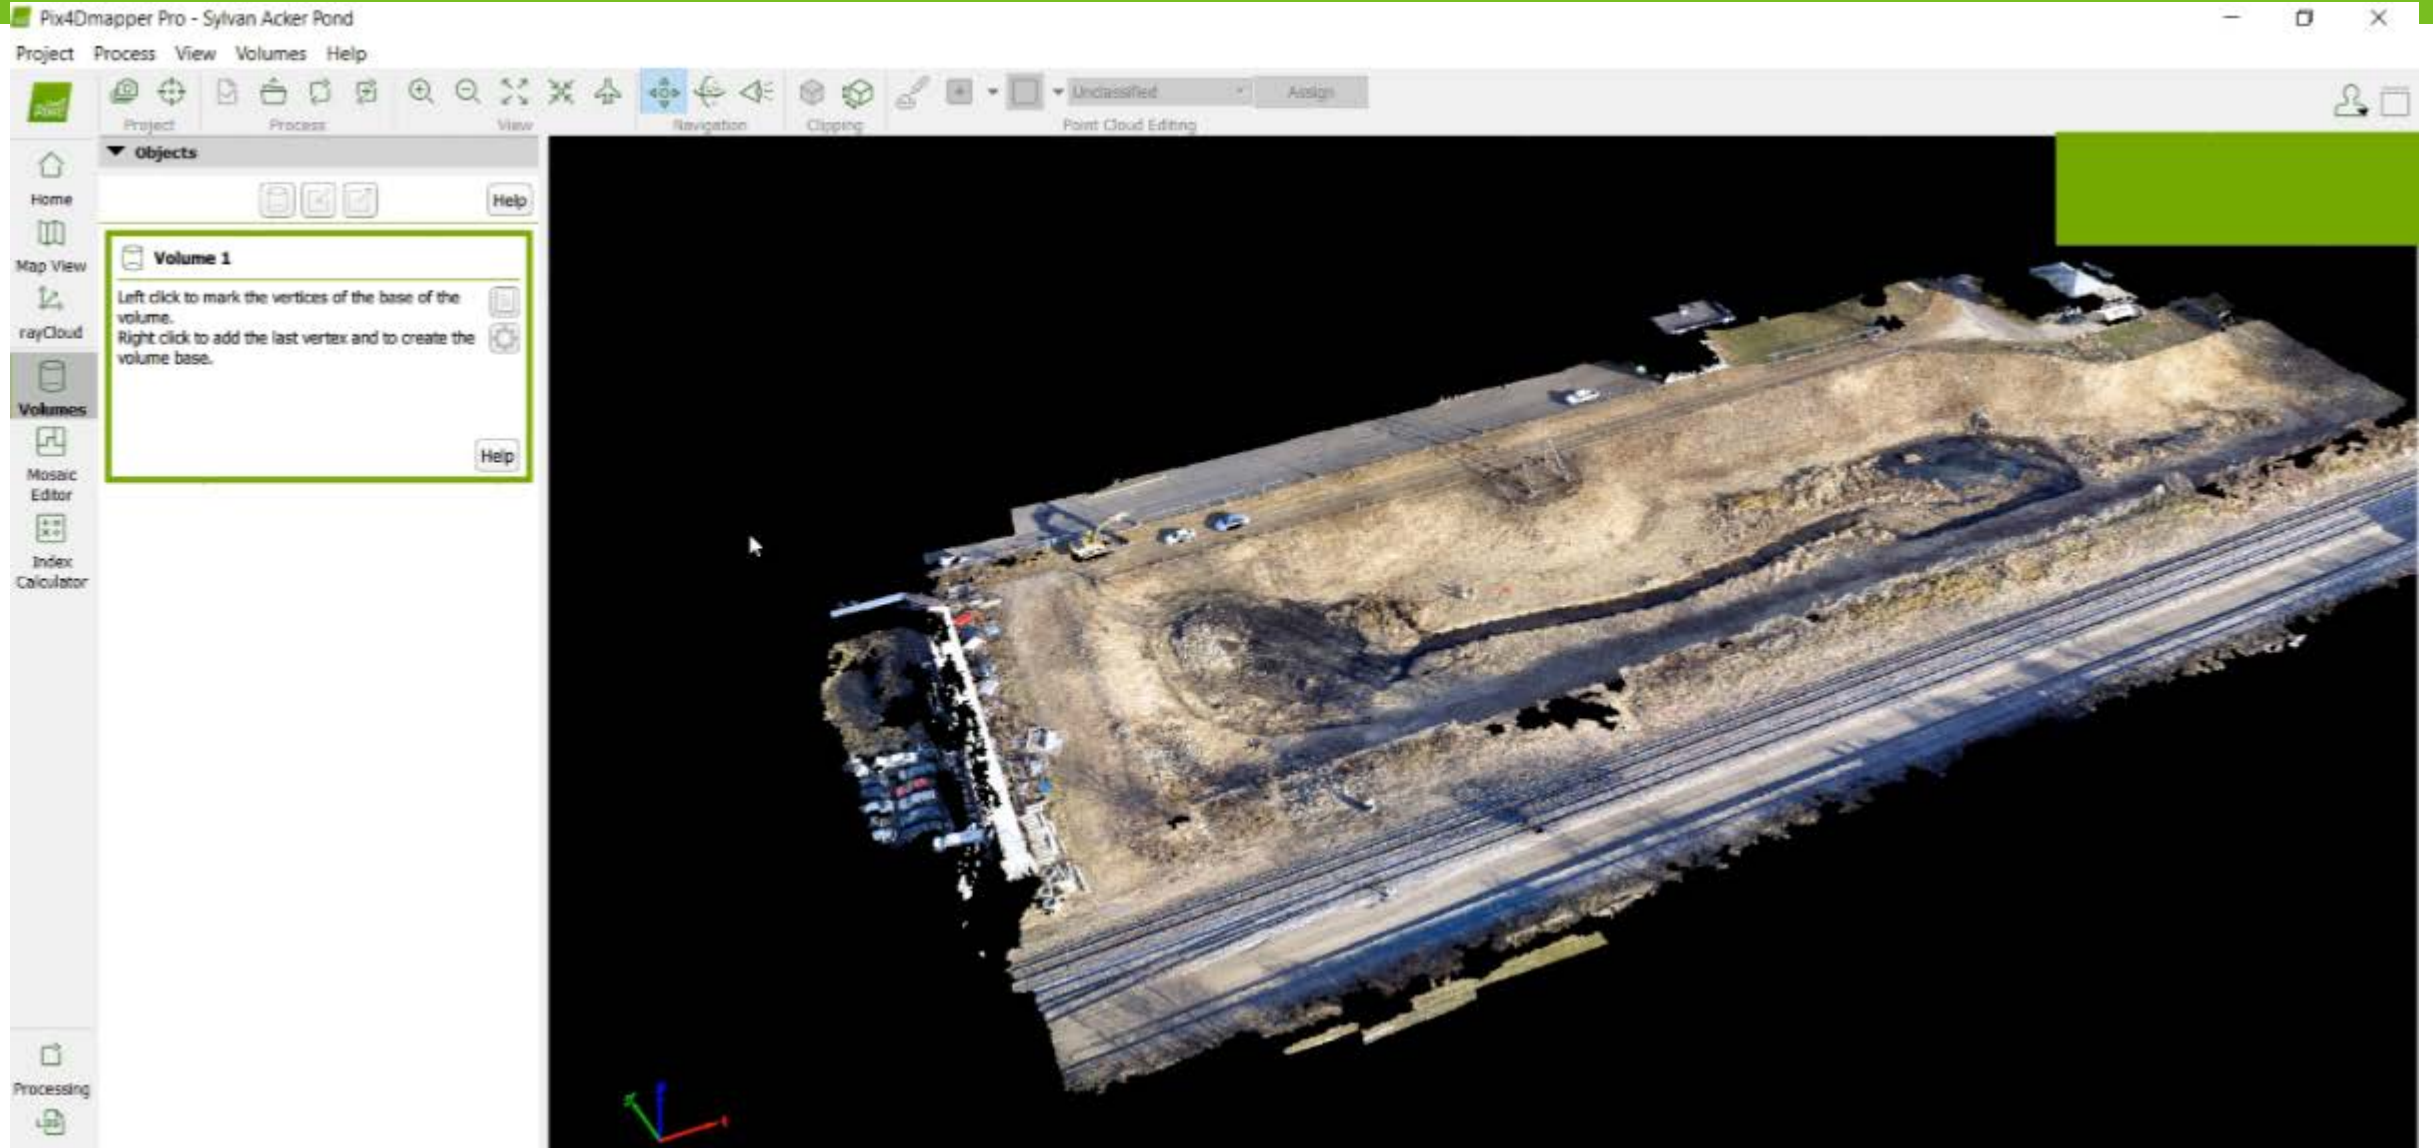 Pix4Dmapper Pro - Sylvan Acker Pond
Project Process View Volumes Help
Unclassified Assign
Project Process View Navigation Clipping Point Cloud Editing
Objects
Help
Volume 1
Left click to mark the vertices of the base of the
volume.
Right click to add the last vertex and to create the
volume base.
Help
Home
Map View
rayCloud
Volumes
Mosaic
Editor
Index
Calculator
Processing